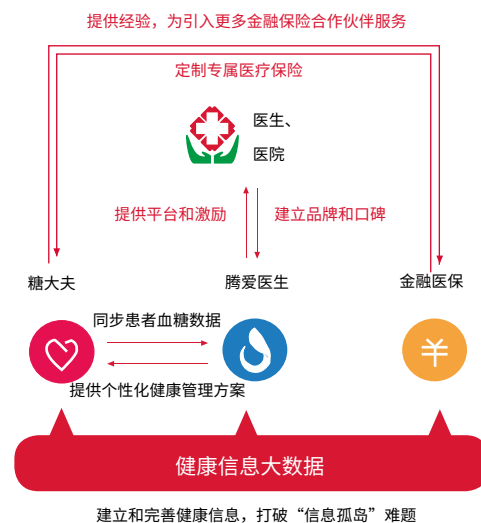 提供经验，为引入更多金融保险合作伙伴服务
定制专属医疗保险
医生、
医院
提供平台和激励
建立品牌和口碑
糖大夫
腾爱医生
金融医保
同步患者血糖数据
提供个性化健康管理方案
健康信息大数据
建立和完善健康信息，打破“信息孤岛”难题